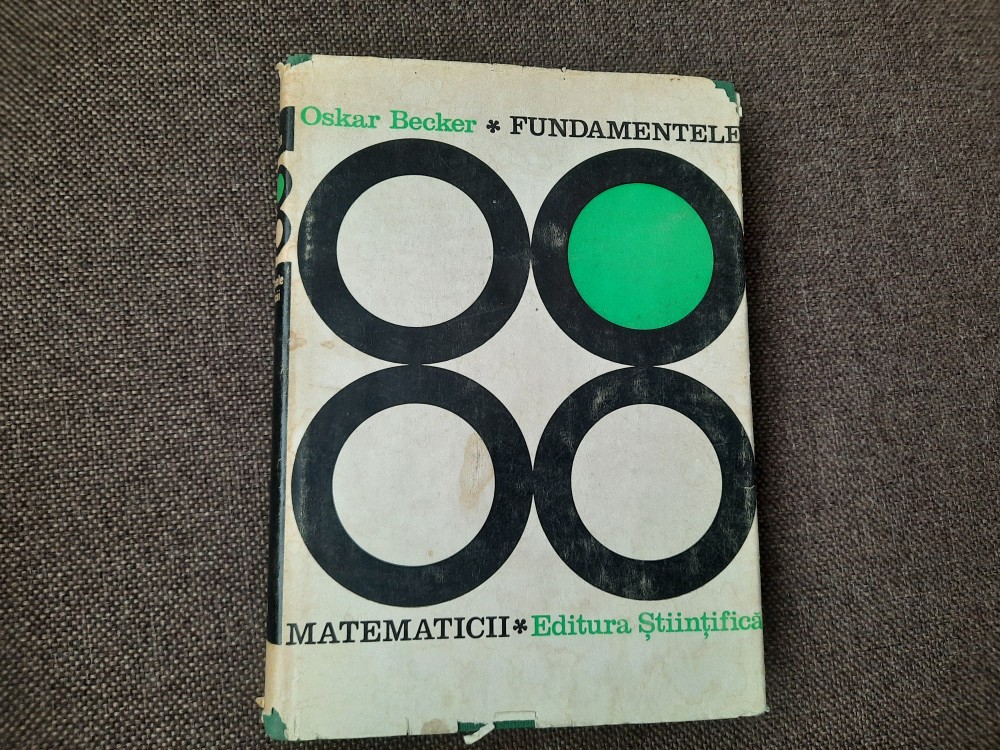 Oskar Becker * FUNDAMENTELE
MATEMATICII * Editura Științifică